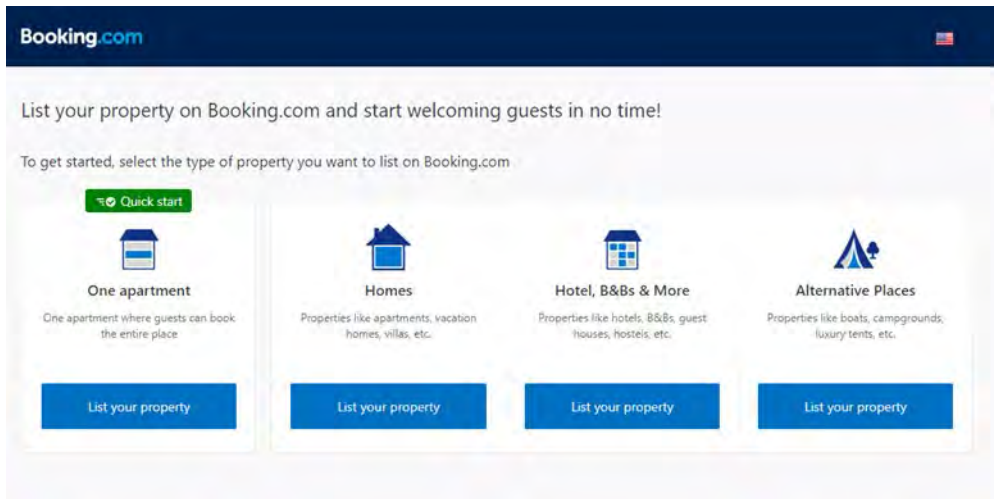 Booking.com
List your property on Booking.com and start welcoming guests in no time!
To get started, select the type of property you want to list on Booking.com
Quick start
One apartment
One apartment where guests can book
the entire place
List your property
Homes
Properties like apartments, vacation
homes, villas, etc.
List your property
Hotel, B&Bs & More
Properties like hotels, B&Bs, guest
houses, hostels, etc.
List your property
Alternative Places
Properties like boats, campgrounds,
luxury tents, etc.
List your property